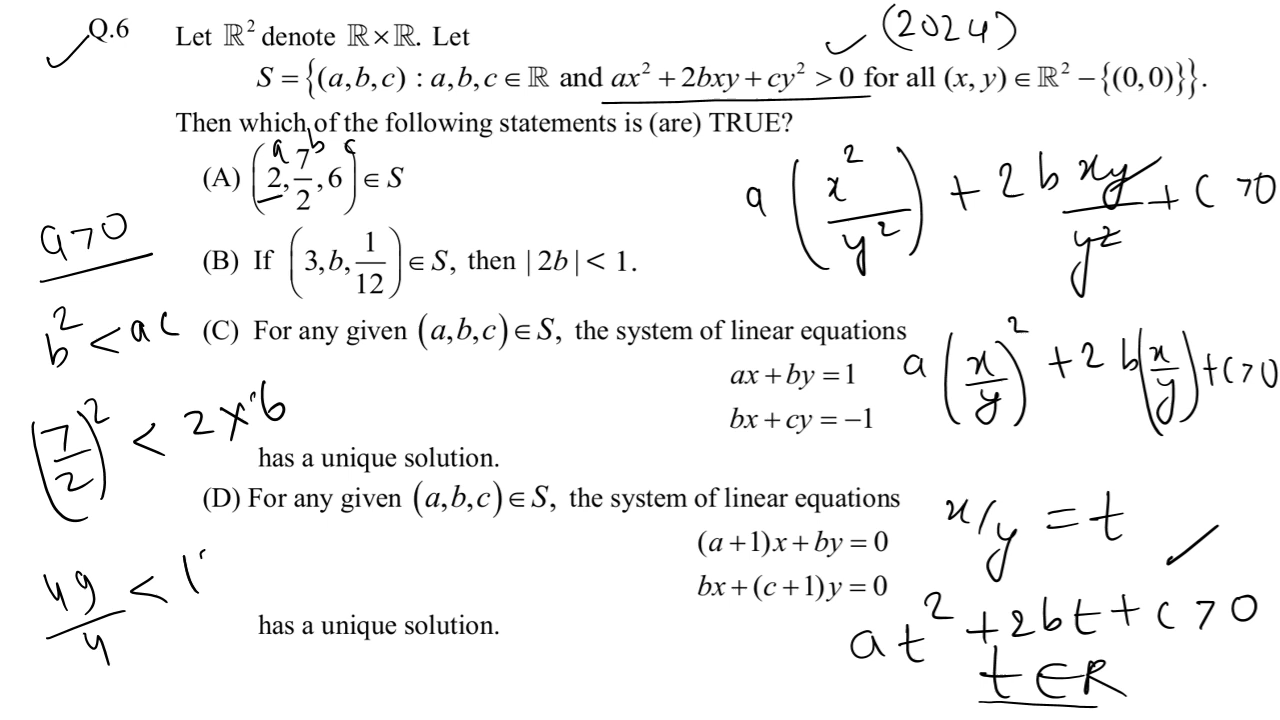 Q.6 Let ℝ² denote ℝ×ℝ. Let
(2024)
S = {(a,b,c) : a,b,c ∈ ℝ and ax² + 2bxy + cy² > 0 for all (x, y) ∈ ℝ² − {(0,0)}}.
Then which of the following statements is (are) TRUE?
a b c
(A) (2, 7/2, 6) ∈ S
a (x²/y²) + 2b xy/y² + c > 0
a > 0
(B) If (3, b, 1/12) ∈ S, then | 2b | < 1.
b² < ac
(C) For any given (a,b,c) ∈ S, the system of linear equations
ax + by = 1
a (x/y)² + 2b(x/y) + c > 0
bx + cy = −1
(7/2)² < 2×6
has a unique solution.
(D) For any given (a,b,c) ∈ S, the system of linear equations
x/y = t
(a+1)x + by = 0
bx + (c+1)y = 0
49/4 < 1
at² + 2bt + c > 0
has a unique solution.
t ∈ R